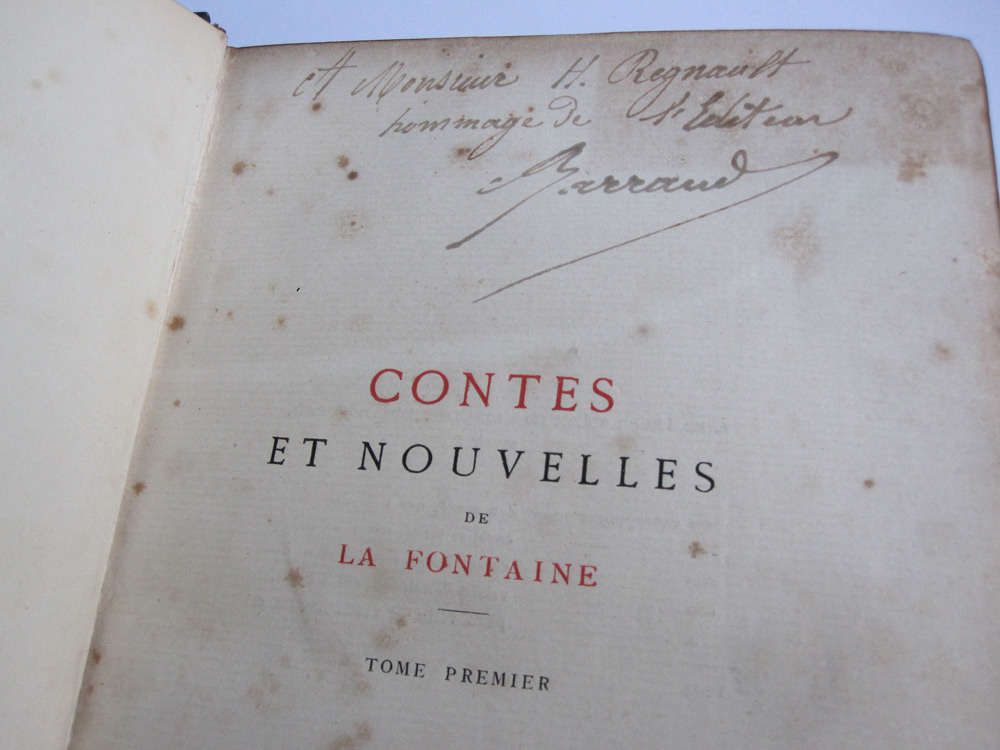 A Monsieur H. Regnault
hommage de l'Editeur
Barraud
CONTES
ET NOUVELLES
DE
LA FONTAINE
TOME PREMIER